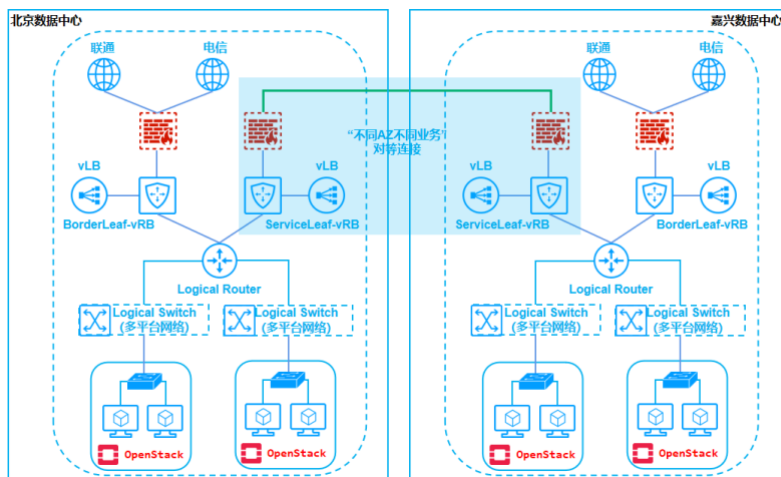 北京数据中心
嘉兴数据中心
联通
电信
联通
电信
“不同AZ不同业务”
对等连接
vLB
vLB
vLB
vLB
BorderLeaf-vRB
ServiceLeaf-vRB
ServiceLeaf-vRB
BorderLeaf-vRB
Logical Router
Logical Router
Logical Switch
(多平台网络)
Logical Switch
(多平台网络)
Logical Switch
(多平台网络)
Logical Switch
(多平台网络)
OpenStack
OpenStack
OpenStack
OpenStack